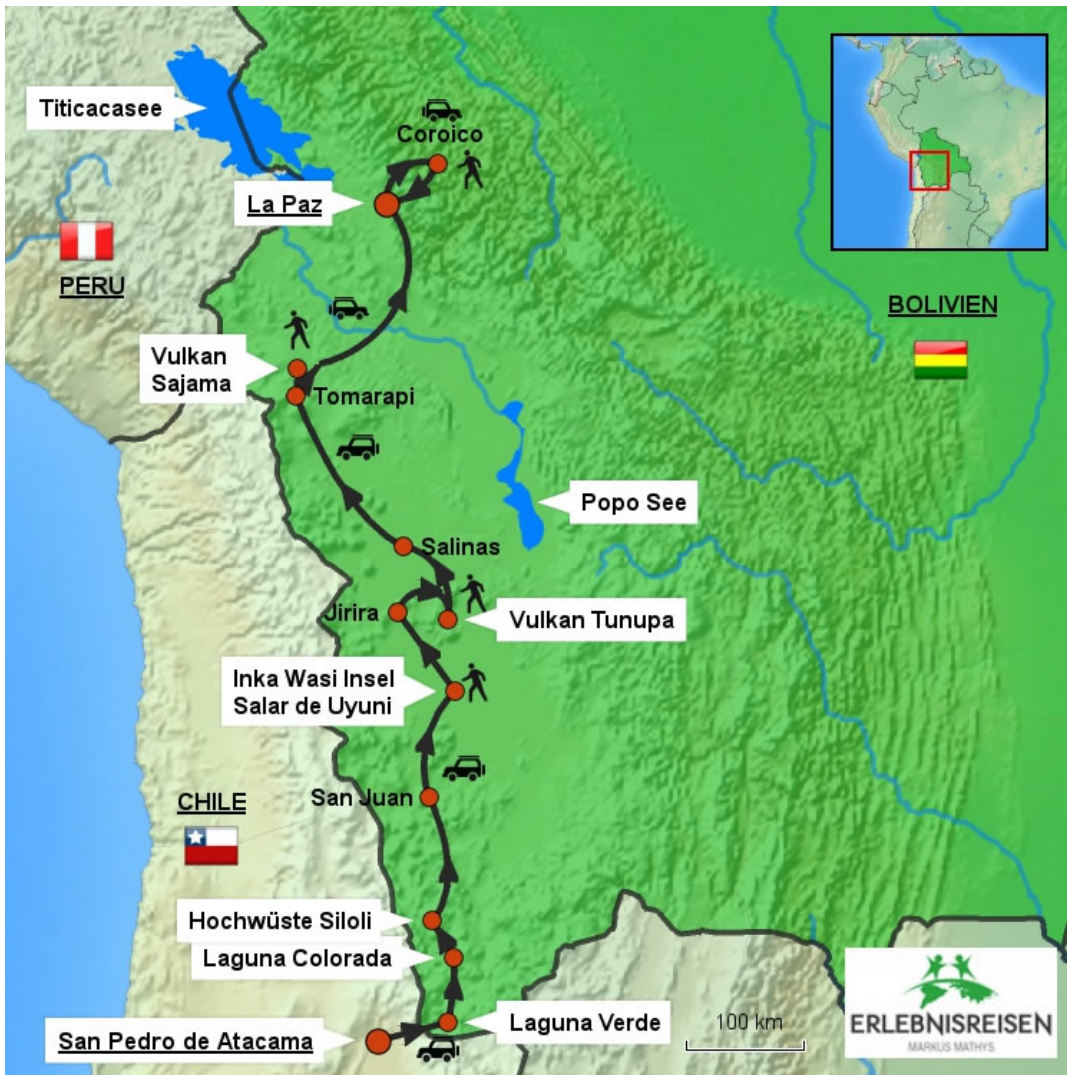 Titicacasee
Coroico
La Paz
PERU
BOLIVIEN
Vulkan
Sajama
Tomarapi
Popo See
Salinas
Jirira
Vulkan Tunupa
Inka Wasi Insel
Salar de Uyuni
San Juan
CHILE
Hochwüste Siloli
Laguna Colorada
Laguna Verde
San Pedro de Atacama
100 km
ERLEBNISREISEN
MARKUS MATHYS